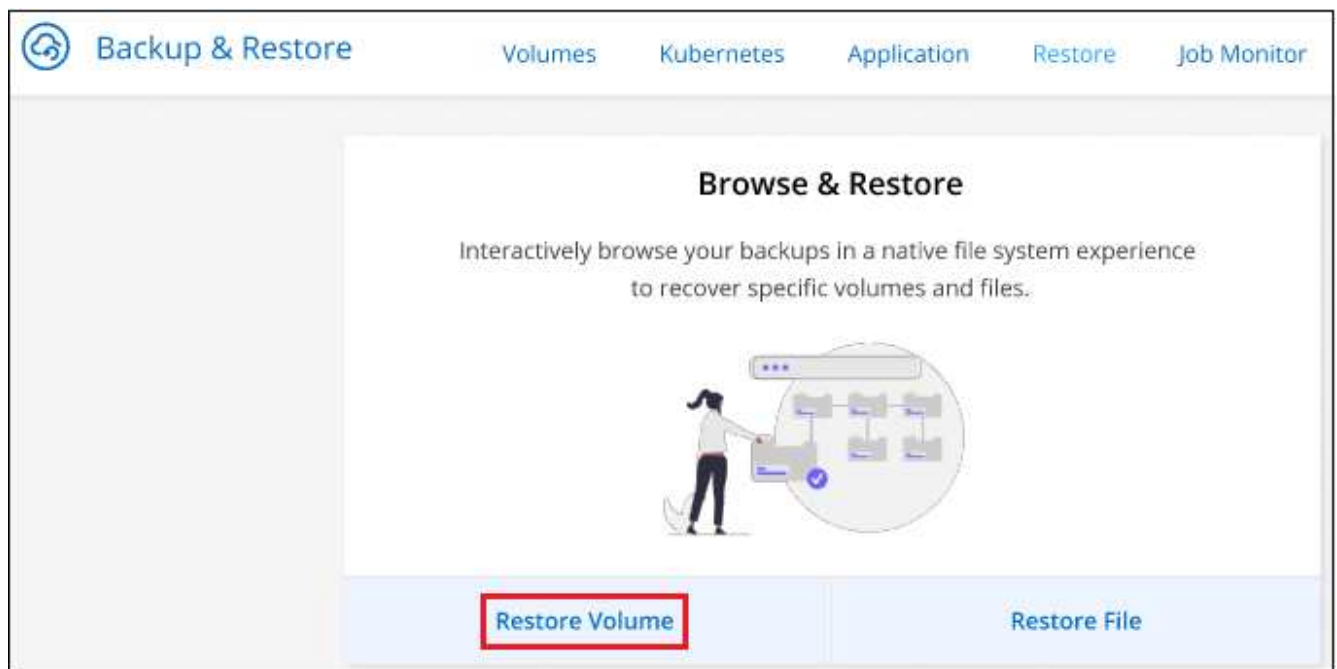 Backup & Restore Volumes Kubernetes Application Restore Job Monitor
Browse & Restore
Interactively browse your backups in a native file system experience
to recover specific volumes and files.
Restore Volume Restore File